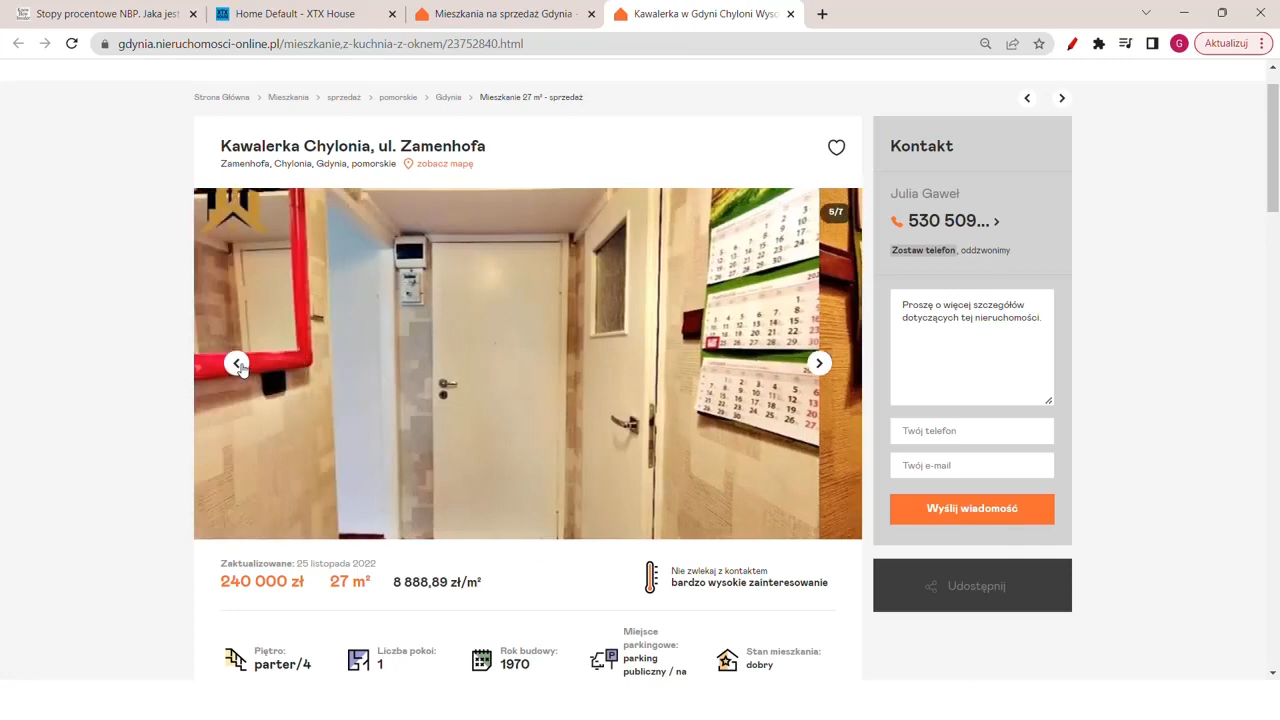 Stopy procentowe NBP. Jaka jest
Home Default - XTX House
Mieszkania na sprzedaż Gdynia -
Kawalerka w Gdyni Chyloni Wyso
gdynia.nieruchomosci-online.pl/mieszkanie,z-kuchnia-z-oknem/23752840.html
G
Aktualizuj
Strona Główna > Mieszkania > sprzedaż > pomorskie > Gdynia > Mieszkanie 27 m² - sprzedaż
Kawalerka Chylonia, ul. Zamenhofa
Zamenhofa, Chylonia, Gdynia, pomorskie zobacz mapę
5/7
Kontakt
Julia Gaweł
530 509... >
Zostaw telefon, oddzwonimy
Proszę o więcej szczegółów
dotyczących tej nieruchomości.
Twój telefon
Twój e-mail
Wyślij wiadomość
Udostępnij
Zaktualizowane: 25 listopada 2022
240 000 zł 27 m² 8 888,89 zł/m²
Nie zwlekaj z kontaktem
bardzo wysokie zainteresowanie
Piętro:
parter/4
Liczba pokoi:
1
Rok budowy:
1970
Miejsce
parkingowe:
parking
publiczny / na
Stan mieszkania:
dobry